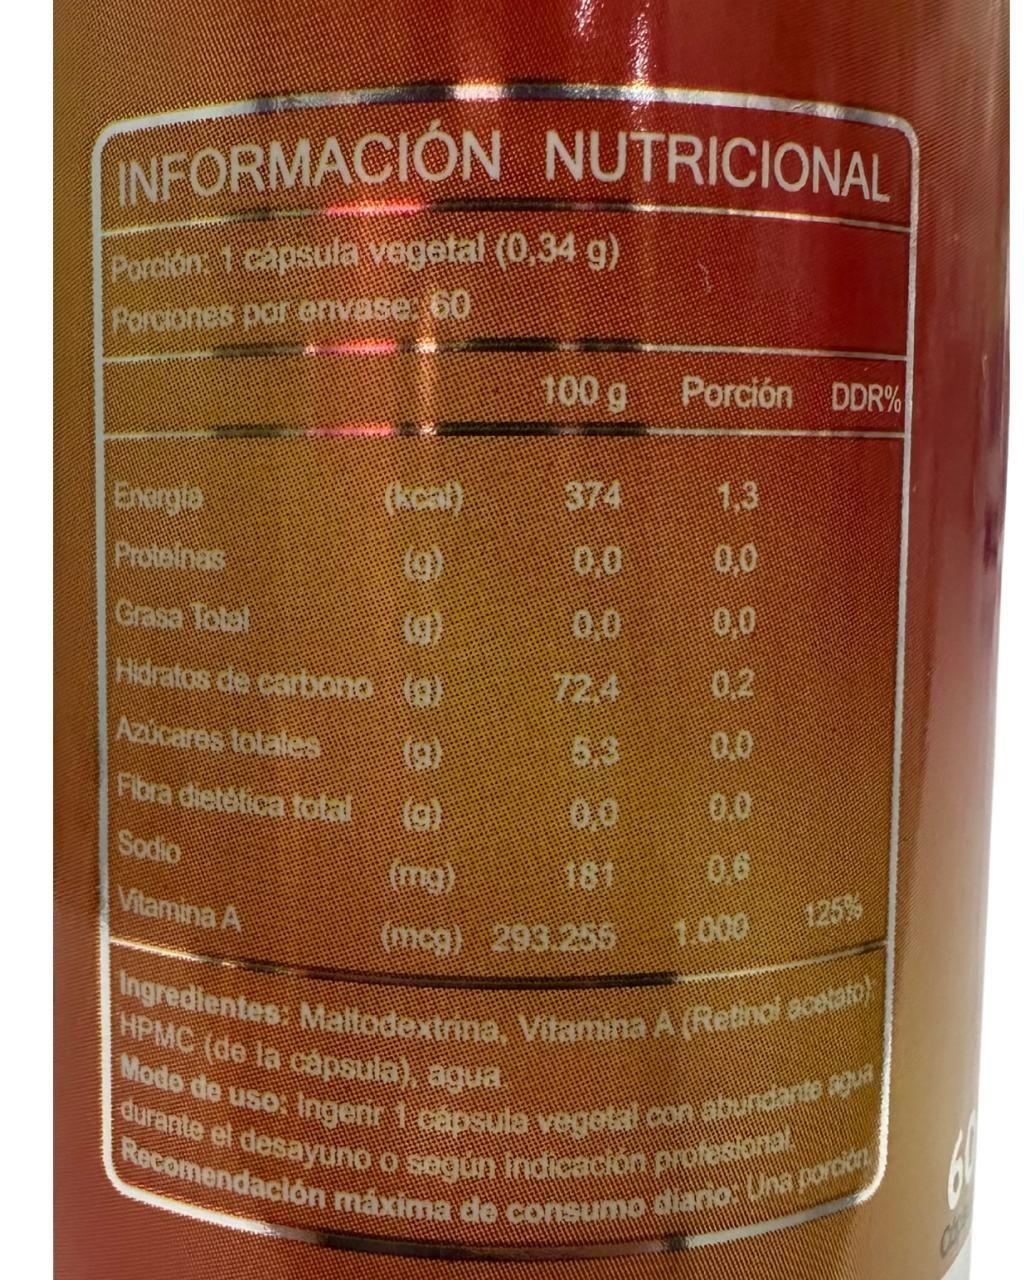 INFORMACIÓN NUTRICIONAL
Porción: 1 cápsula vegetal (0,34 g)
Porciones por envase: 60
100 g Porción DDR%
Energía (kcal) 374 1,3
Proteínas (g) 0,0 0,0
Grasa Total (g) 0,0 0,0
Hidratos de carbono (g) 72,4 0,2
Azúcares totales (g) 5,3 0,0
Fibra dietética total (g) 0,0 0,0
Sodio (mg) 181 0,6
Vitamina A (mcg) 293.255 1.000 125%
Ingredientes: Maltodextrina, Vitamina A (Retinol acetato),
HPMC (de la cápsula), agua.
Modo de uso: Ingerir 1 cápsula vegetal con abundante agua
durante el desayuno o según indicación profesional.
Recomendación máxima de consumo diario: Una porción.
60